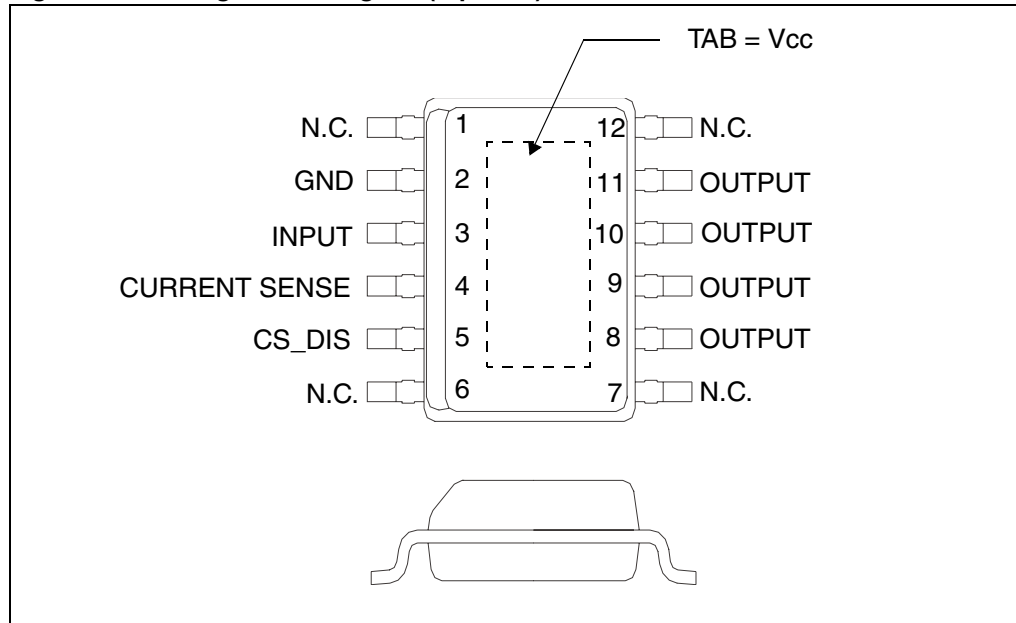 TAB = Vcc
N.C. 1 12 N.C.
GND 2 11 OUTPUT
INPUT 3 10 OUTPUT
CURRENT SENSE 4 9 OUTPUT
CS_DIS 5 8 OUTPUT
N.C. 6 7 N.C.